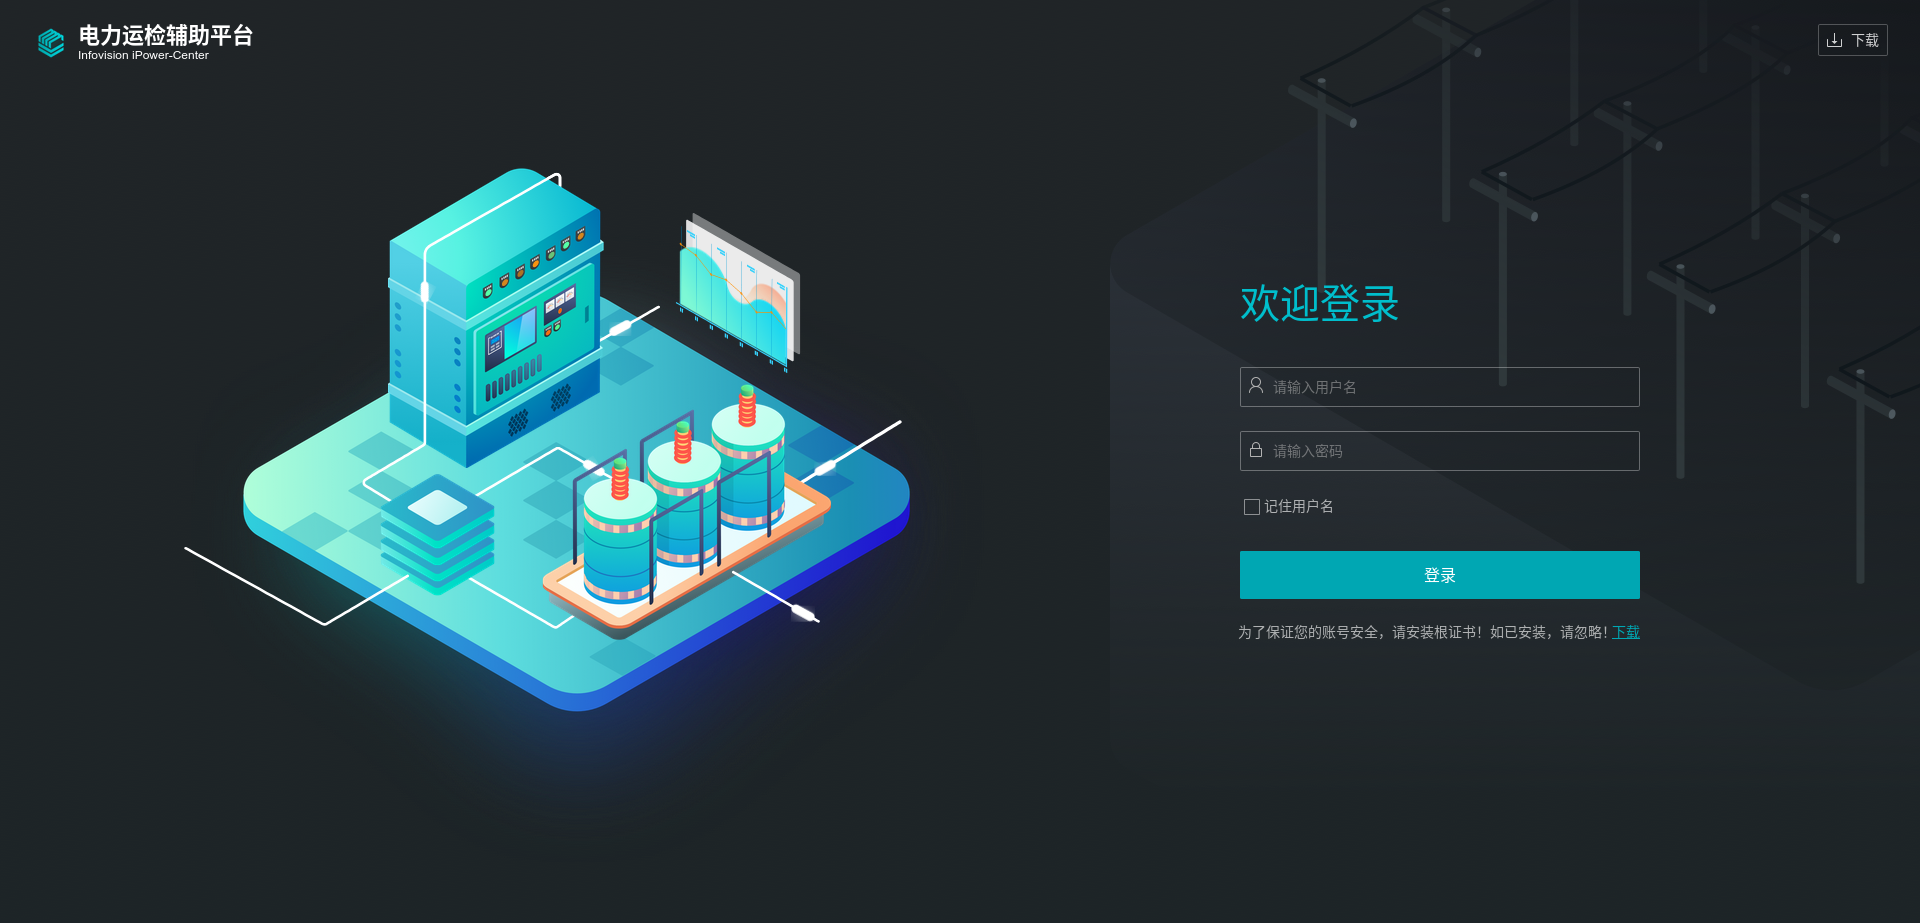 电力运检辅助平台
Infovision iPower-Center
下载
欢迎登录
请输入用户名
请输入密码
记住用户名
登录
为了保证您的账号安全，请安装根证书！如已安装，请忽略！下载